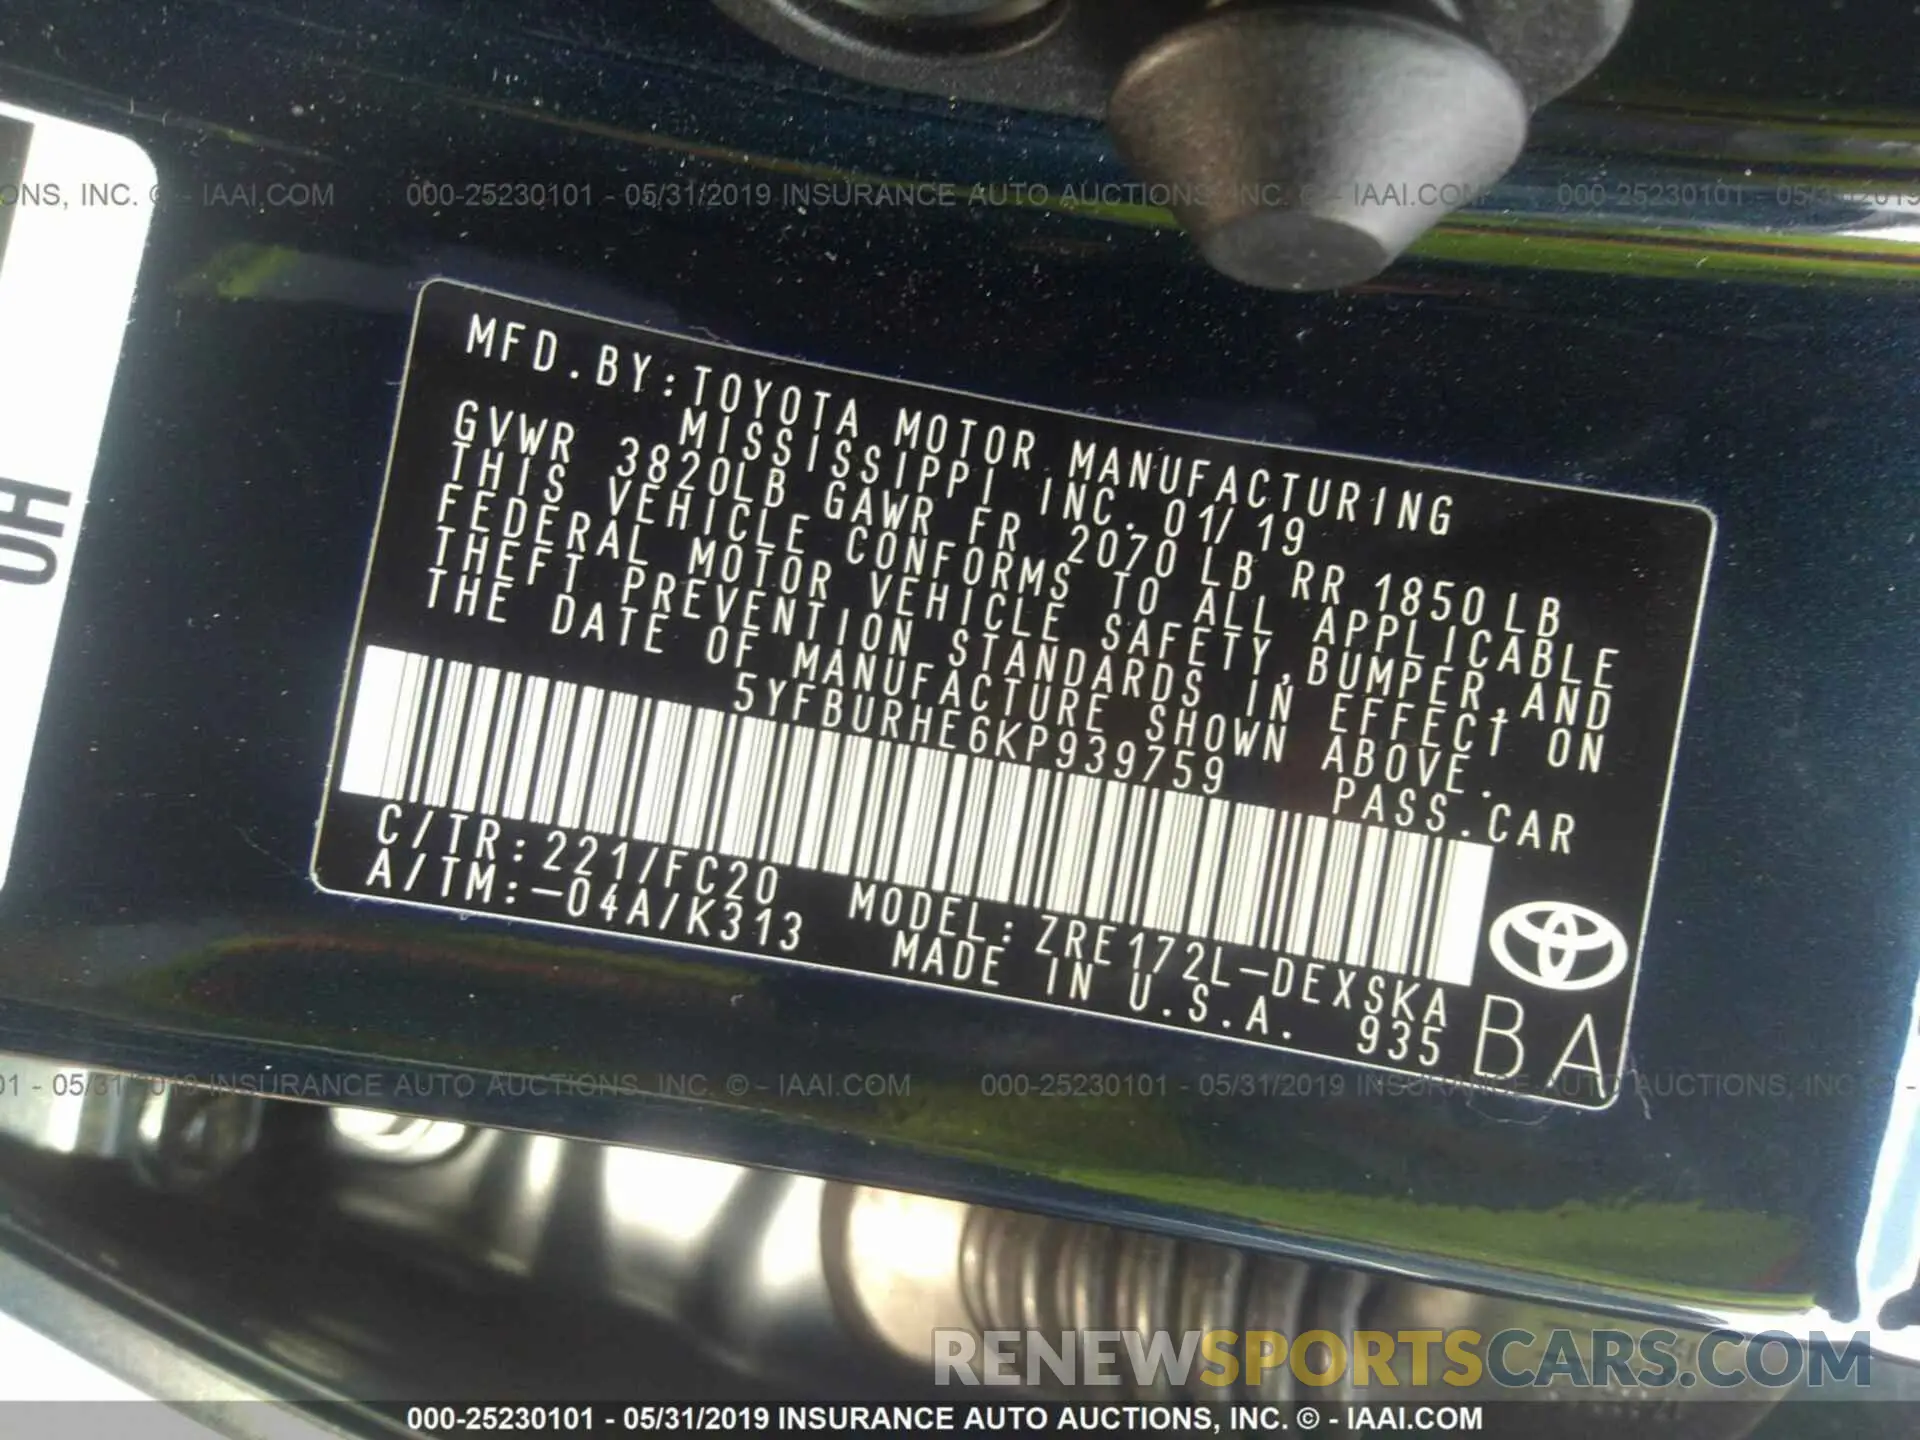 ONS, INC. © - IAAI.COM 000-25230101 - 05/31/2019 INSURANCE AUTO AUCTIONS, INC. © - IAAI.COM 000-25230101 - 05/31/2019
HO
MFD.BY:TOYOTA MOTOR MANUFACTURING
MISSISSIPPI INC. 01/19
GVWR 3820LB GAWR FR 2070LB RR 1850LB
THIS VEHICLE CONFORMS TO ALL APPLICABLE
FEDERAL MOTOR VEHICLE SAFETY,BUMPER,AND
THEFT PREVENTION STANDARDS IN EFFECT ON
THE DATE OF MANUFACTURE SHOWN ABOVE.
5YFBURHE6KP939759 PASS.CAR
C/TR:221/FC20 MODEL:ZRE172L-DEXSKA
A/TM:-04A/K313 MADE IN U.S.A. 935
BA
01 - 05/31/2019 INSURANCE AUTO AUCTIONS, INC. © - IAAI.COM 000-25230101 - 05/31/2019 INSURANCE AUTO AUCTIONS, INC. © -
RENEWSPORTSCARS.COM
000-25230101 - 05/31/2019 INSURANCE AUTO AUCTIONS, INC. © - IAAI.COM